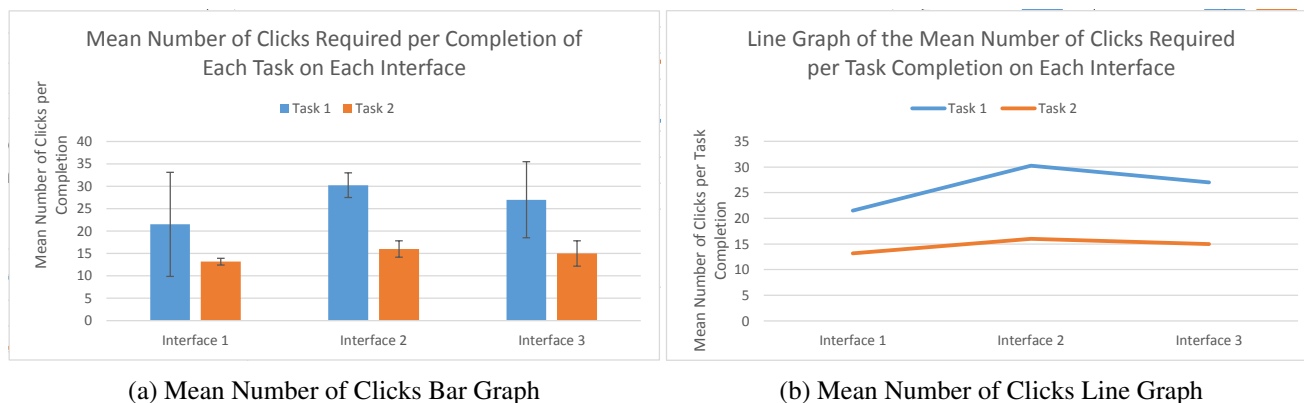 Mean Number of Clicks Required per Completion of
Each Task on Each Interface
Task 1 Task 2
Mean Number of Clicks per
Completion
40
35
30
25
20
15
10
5
0
Interface 1 Interface 2 Interface 3
(a) Mean Number of Clicks Bar Graph
Line Graph of the Mean Number of Clicks Required
per Task Completion on Each Interface
Task 1 Task 2
Mean Number of Clicks per Task
Completion
35
30
25
20
15
10
5
0
Interface 1 Interface 2 Interface 3
(b) Mean Number of Clicks Line Graph